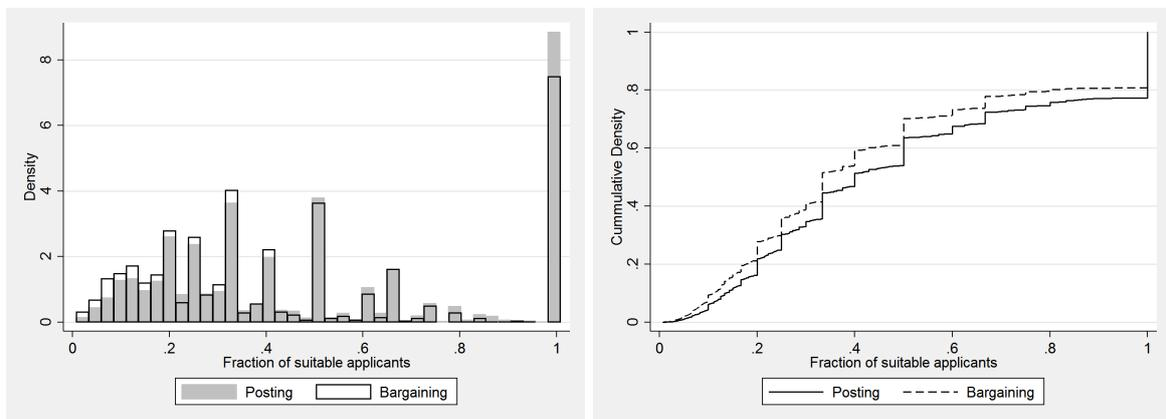 Density
8
6
4
2
0
0 .2 .4 .6 .8 1
Fraction of suitable applicants
Posting Bargaining
Cummulative Density
1
.8
.6
.4
.2
0
0 .2 .4 .6 .8 1
Fraction of suitable applicants
Posting Bargaining